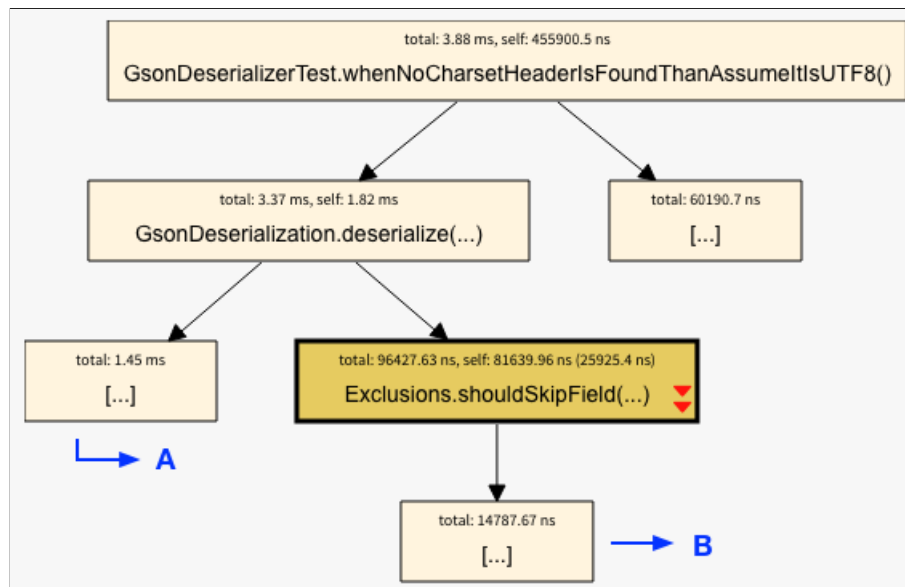 total: 3.88 ms, self: 455900.5 ns
GsonDeserializerTest.whenNoCharsetHeaderIsFoundThanAssumeItIsUTF8()
total: 3.37 ms, self: 1.82 ms
GsonDeserialization.deserialize(...)
total: 60190.7 ns
[...]
total: 1.45 ms
[...]
total: 96427.63 ns, self: 81639.96 ns (25925.4 ns)
Exclusions.shouldSkipField(...)
A
total: 14787.67 ns
[...]
B